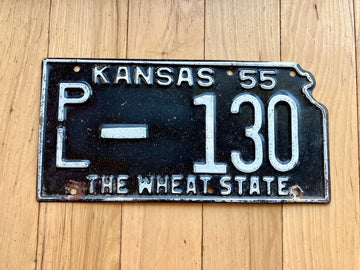 KANSAS 55
PL - 130
THE WHEAT STATE